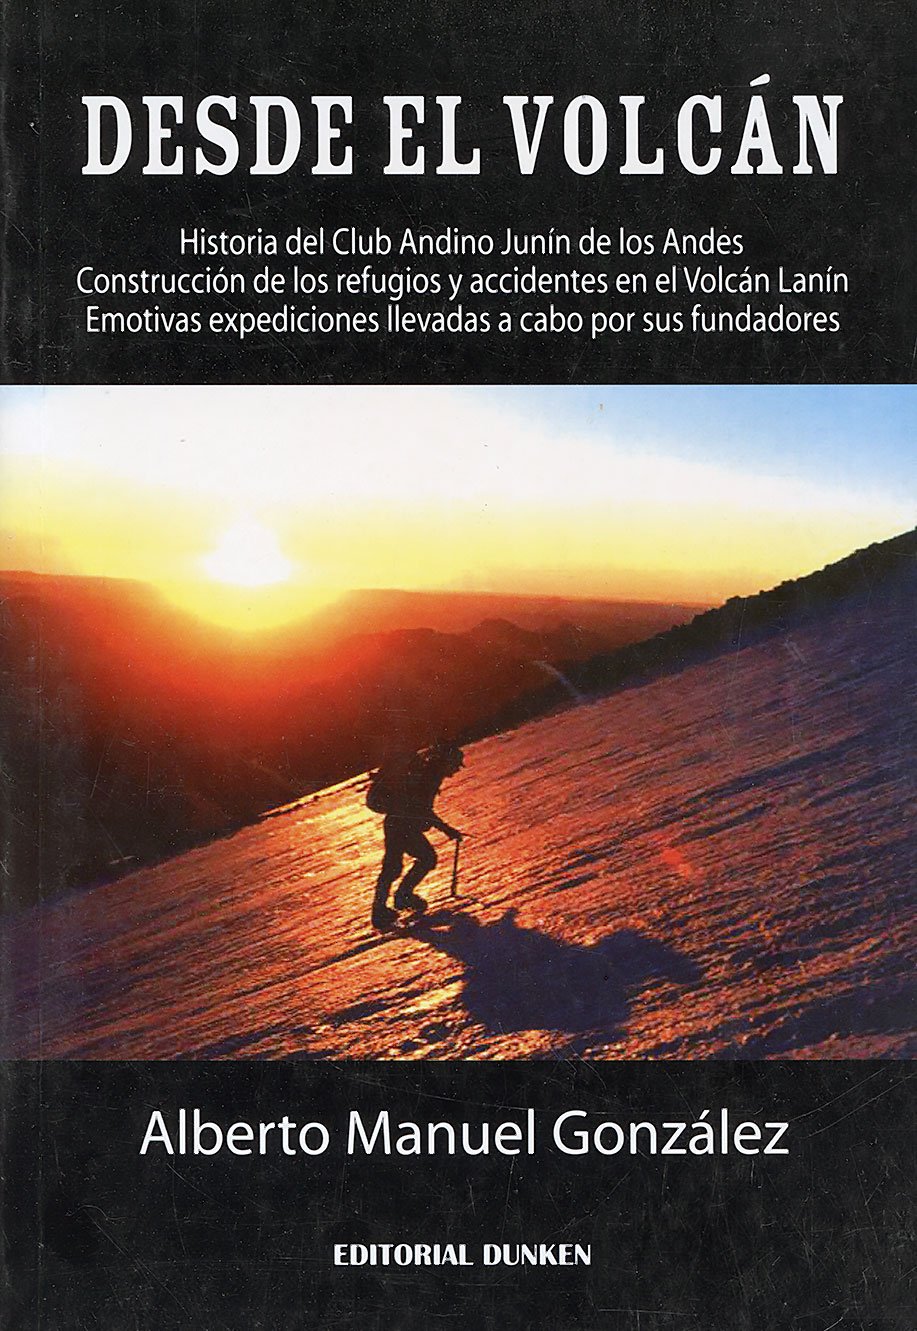 DESDE EL VOLCÁN
Historia del Club Andino Junín de los Andes
Construcción de los refugios y accidentes en el Volcán Lanín
Emotivas expediciones llevadas a cabo por sus fundadores
Alberto Manuel González
EDITORIAL DUNKEN